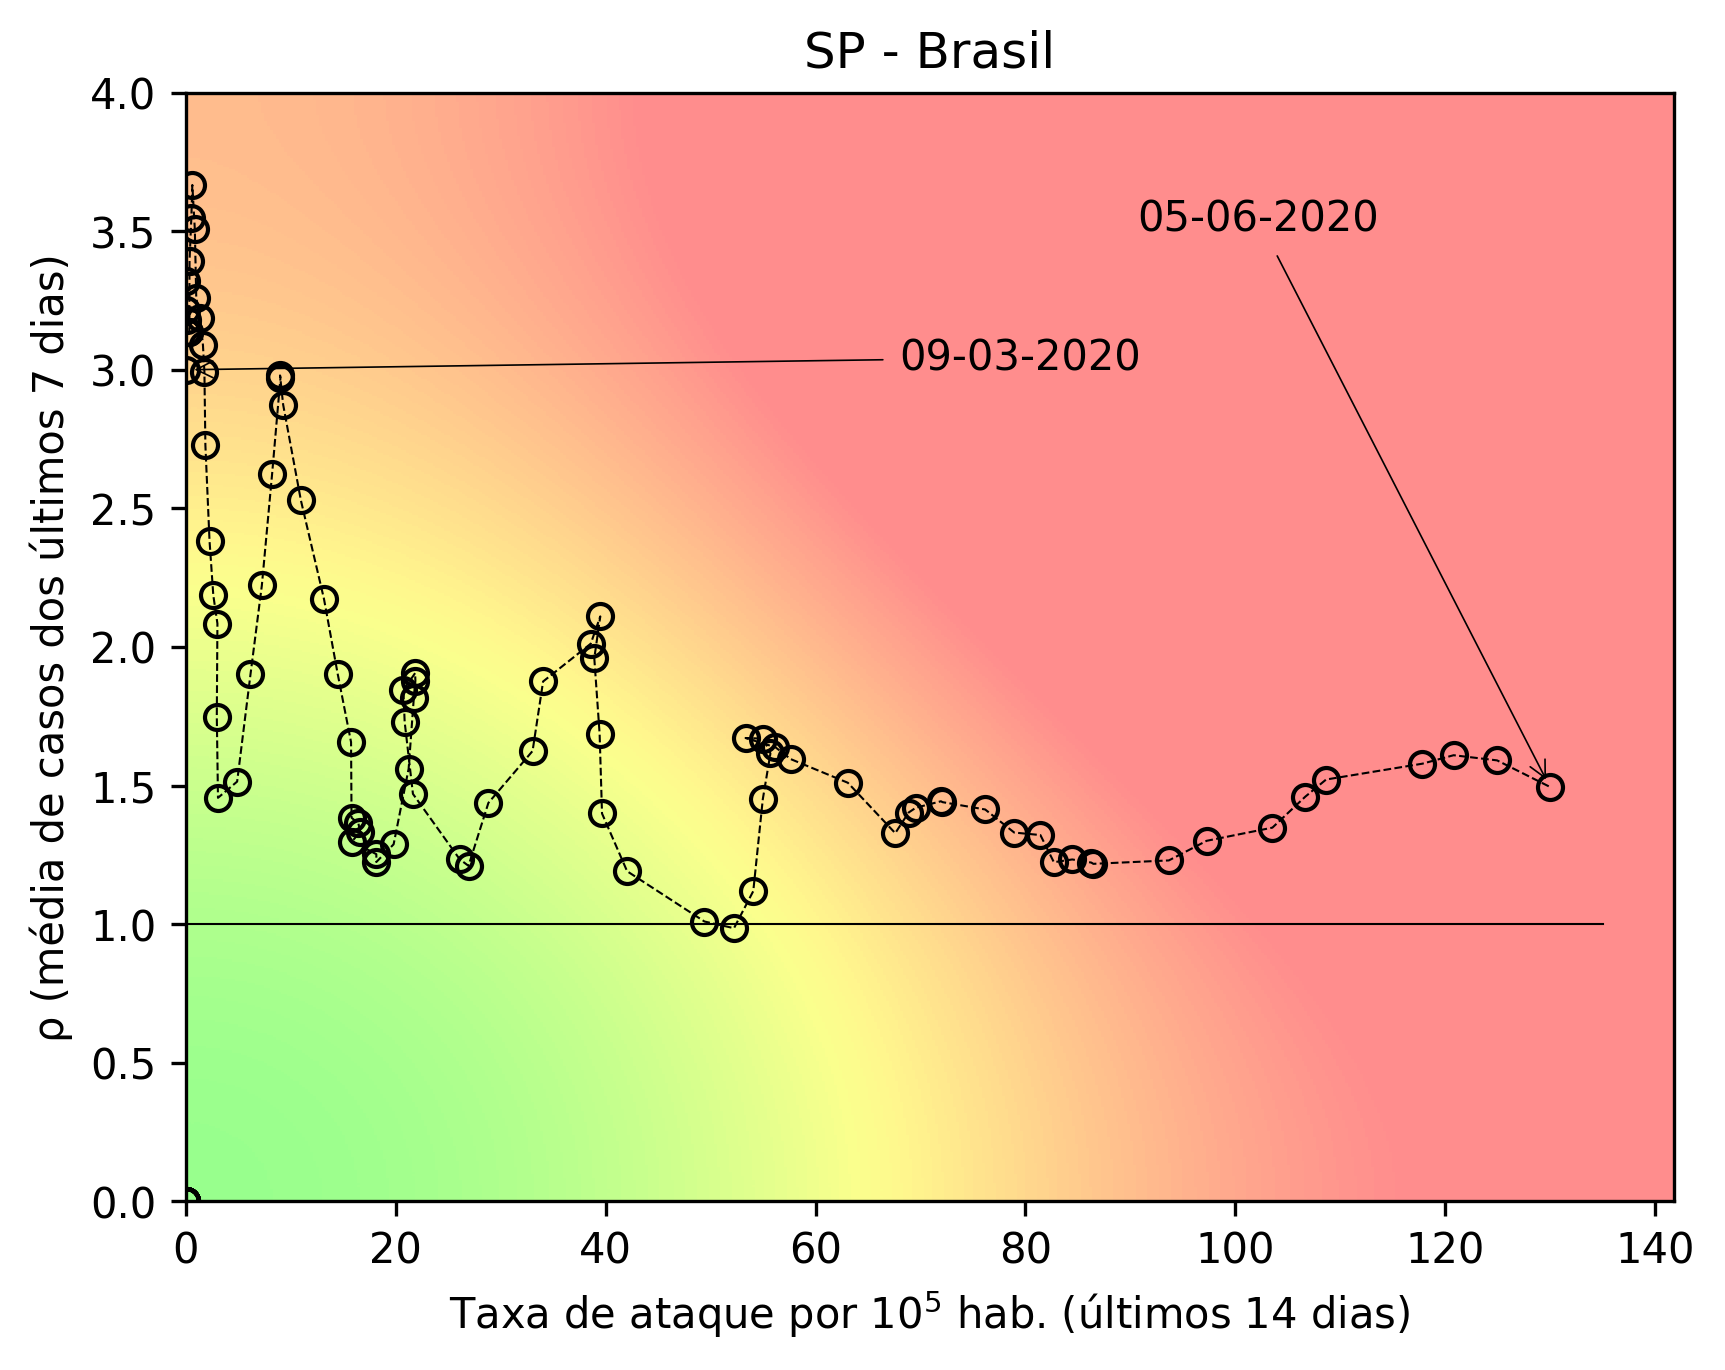 SP - Brasil
4.0
3.5
3.0
2.5
2.0
1.5
1.0
0.5
0.0
ρ (média de casos dos últimos 7 dias)
05-06-2020
09-03-2020
0 20 40 60 80 100 120 140
Taxa de ataque por 10⁵ hab. (últimos 14 dias)